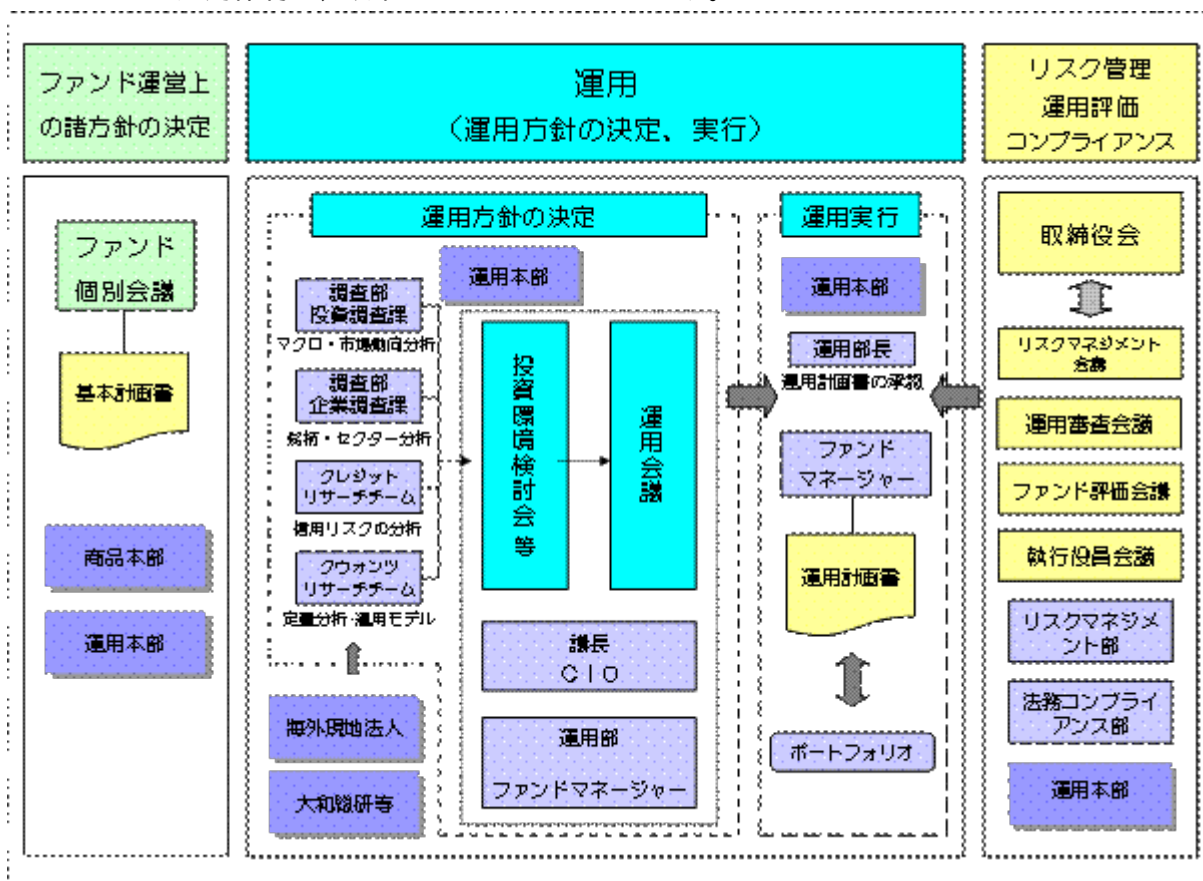 ファンド運営上
の諸方針の決定
運用
（運用方針の決定、実行）
リスク管理
運用評価
コンプライアンス
ファンド
個別会議
基本計画書
商品本部
運用本部
運用方針の決定
運用本部
調査部
投資調査課
マクロ・市場動向分析
調査部
企業調査課
銘柄・セクター分析
クレジット
リサーチチーム
信用リスクの分析
クウォンツ
リサーチチーム
定量分析・運用モデル
海外現地法人
大和総研等
投資環境検討会等
運用会議
議長
ＣＩＯ
運用部
ファンドマネージャー
運用実行
運用本部
運用部長
運用計画書の承認
ファンド
マネージャー
運用計画書
ポートフォリオ
取締役会
リスクマネジメント
会議
運用審査会議
ファンド評価会議
執行役員会議
リスクマネジメ
ント部
法務コンプライ
アンス部
運用本部